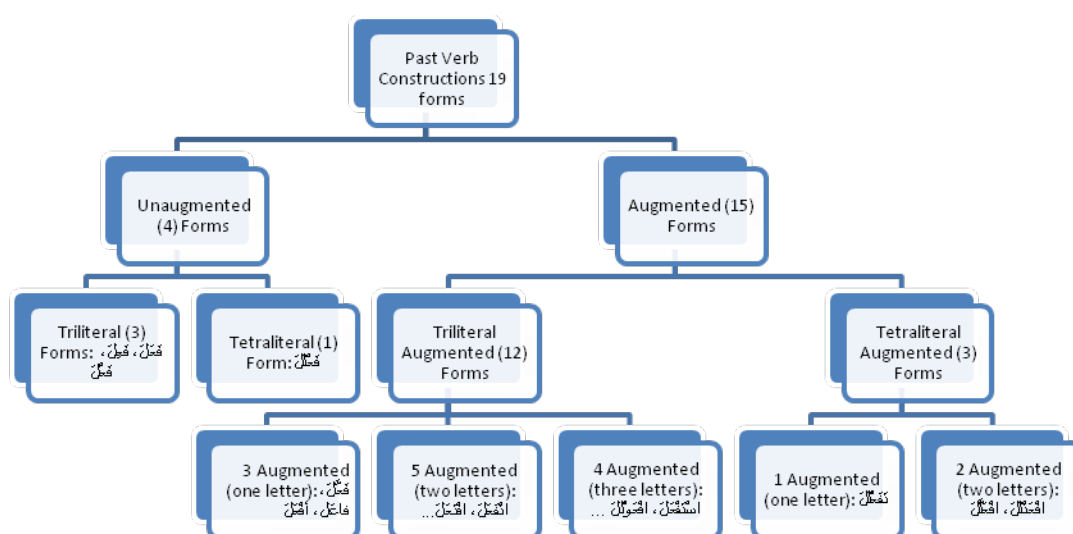 Past Verb
Constructions 19
forms
Unaugmented
(4) Forms
Augmented (15)
Forms
Triliteral (3)
Forms: فَعَلَ، فَعِلَ،
فَعُلَ
Tetraliteral (1)
Form: فَعْلَلَ
Triliteral
Augmented (12)
Forms
Tetraliteral
Augmented (3)
Forms
3 Augmented
(one letter): فَعَّلَ،
فاعَل، أفْعَلَ
5 Augmented
(two letters):
انْفَعَلَ، افْتَعَلَ...
4 Augmented
(three letters):
اسْتَفْعَلَ، افْعَوْعَلَ ...
1 Augmented
(one letter): تَفَعْلَلَ
2 Augmented
(two letters):
افْعَنْلَلَ، افْعَلَلَّ